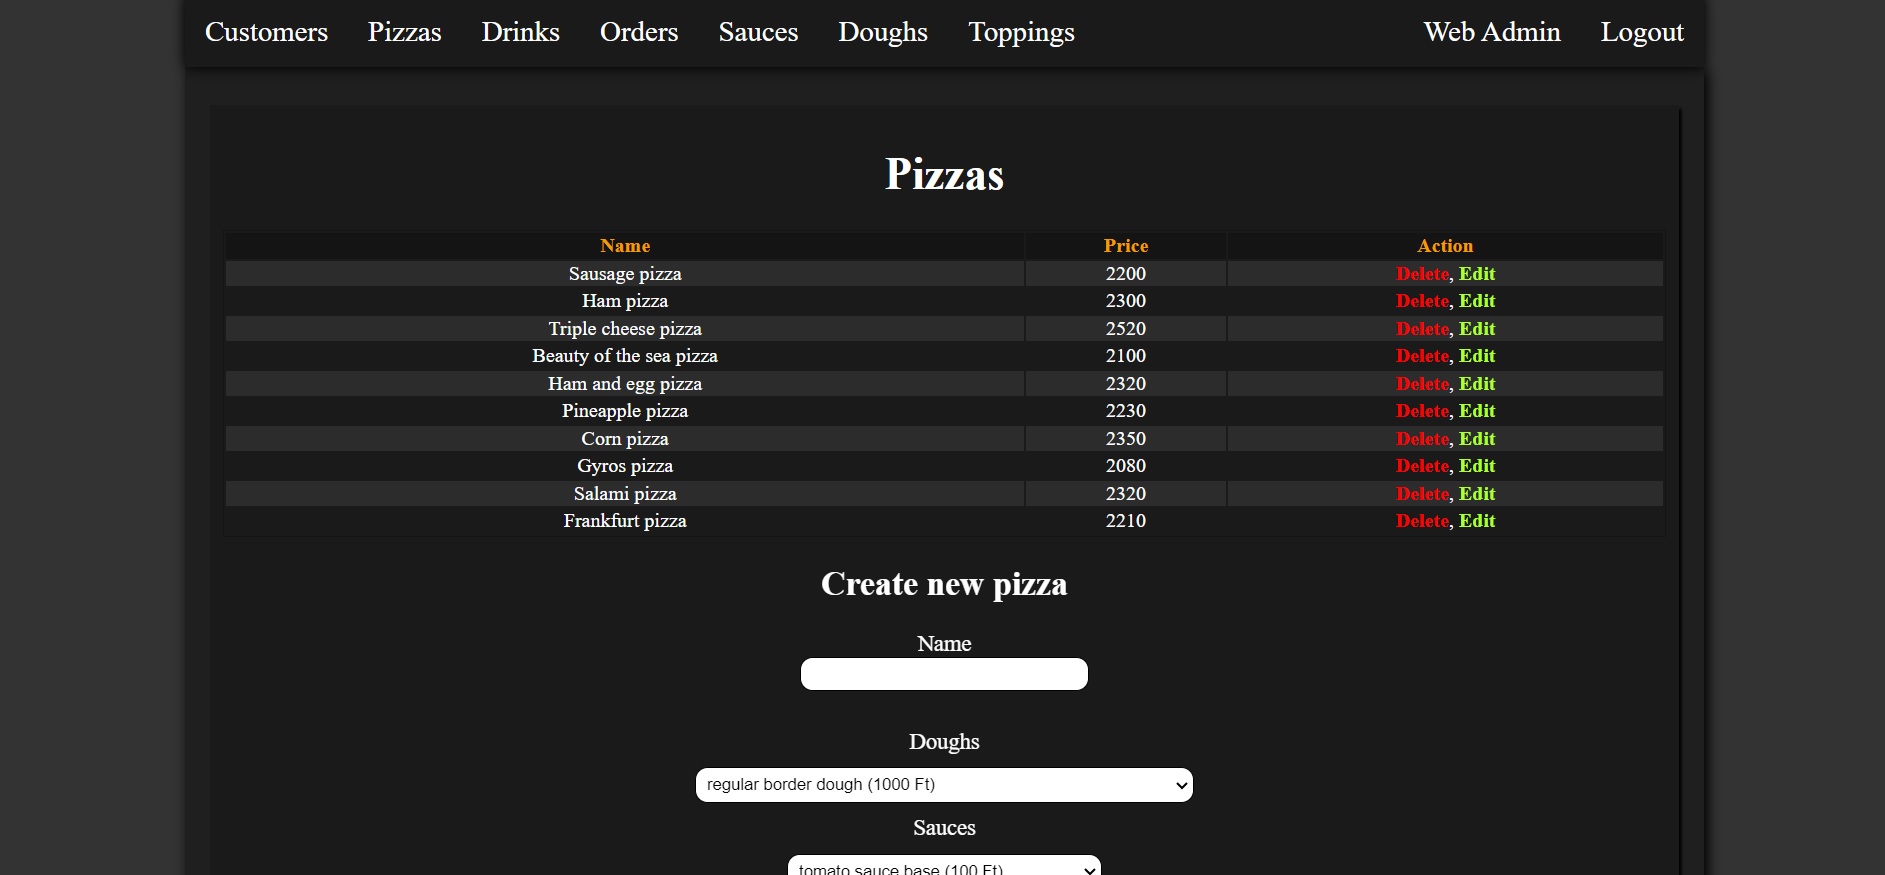 Customers Pizzas Drinks Orders Sauces Doughs Toppings Web Admin Logout
Pizzas
Name Price Action
Sausage pizza 2200 Delete, Edit
Ham pizza 2300 Delete, Edit
Triple cheese pizza 2520 Delete, Edit
Beauty of the sea pizza 2100 Delete, Edit
Ham and egg pizza 2320 Delete, Edit
Pineapple pizza 2230 Delete, Edit
Corn pizza 2350 Delete, Edit
Gyros pizza 2080 Delete, Edit
Salami pizza 2320 Delete, Edit
Frankfurt pizza 2210 Delete, Edit
Create new pizza
Name
Doughs
regular border dough (1000 Ft)
Sauces
tomato sauce base (100 Ft)